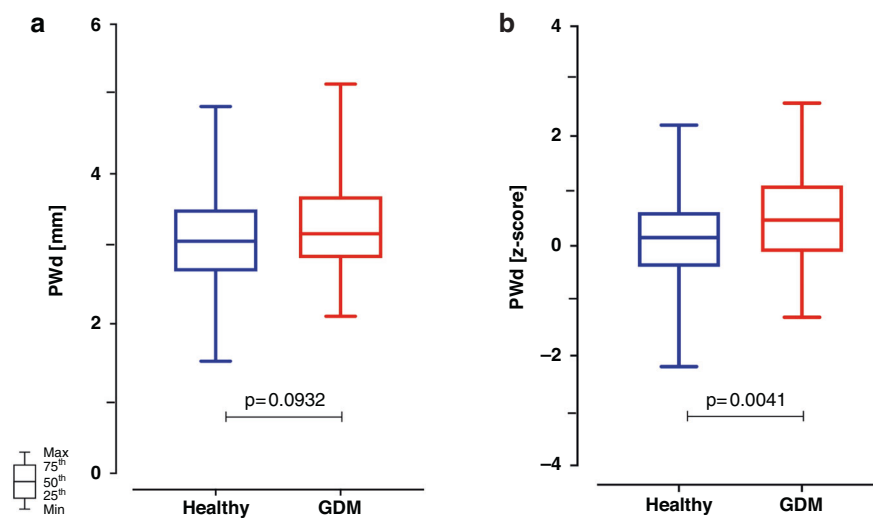 a
PWd [mm]
6
4
2
0
p=0.0932
Healthy GDM
Max
75th
50th
25th
Min
b
PWd [z-score]
4
2
0
−2
−4
p=0.0041
Healthy GDM